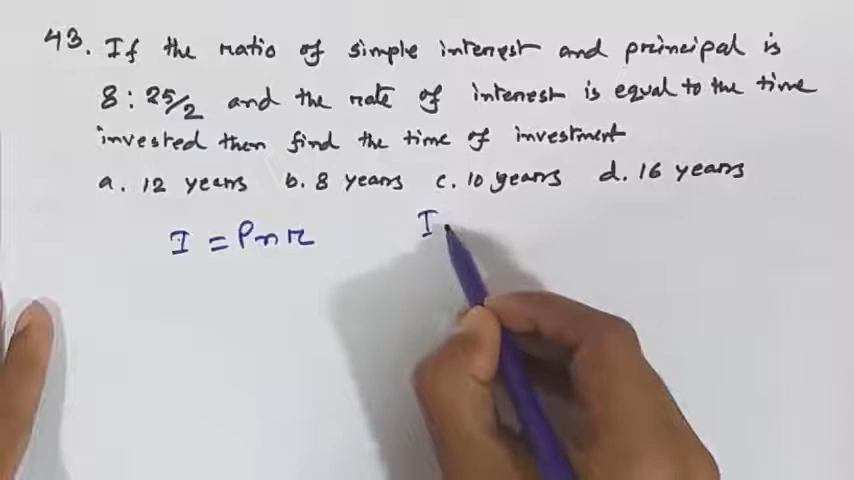 43. If the ratio of simple interest and principal is
8 : 25/2 and the rate of interest is equal to the time
invested then find the time of investment
a. 12 years b. 8 years c. 10 years d. 16 years
I = Pnr I